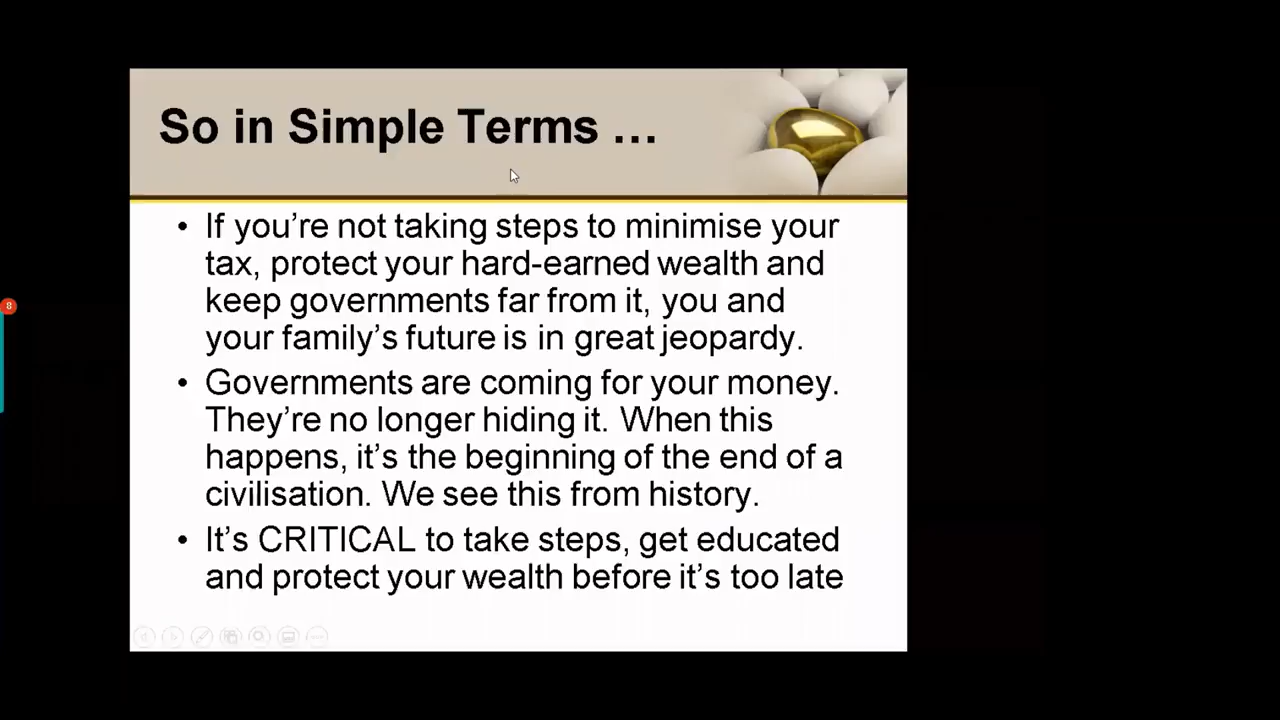 So in Simple Terms …
• If you’re not taking steps to minimise your
tax, protect your hard-earned wealth and
keep governments far from it, you and
your family’s future is in great jeopardy.
• Governments are coming for your money.
They’re no longer hiding it. When this
happens, it’s the beginning of the end of a
civilisation. We see this from history.
• It’s CRITICAL to take steps, get educated
and protect your wealth before it’s too late
8